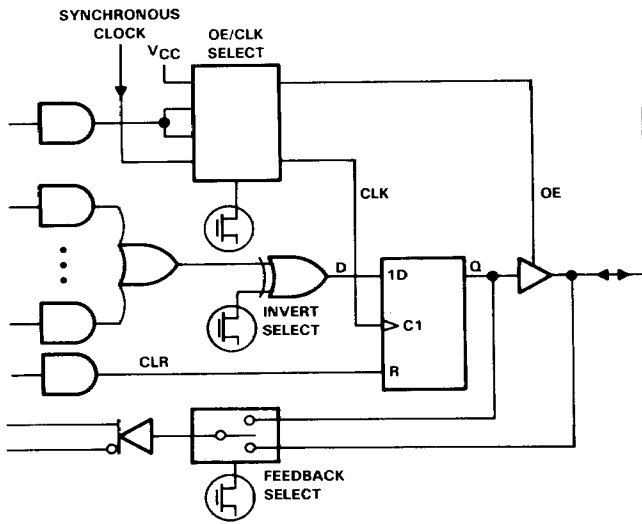 SYNCHRONOUS
CLOCK
VCC
OE/CLK
SELECT
CLK
OE
D
1D
Q
C1
R
INVERT
SELECT
CLR
FEEDBACK
SELECT